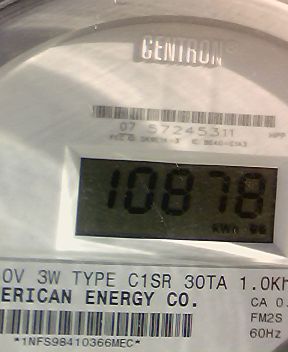 CENTRON®
07 57245311
10878
KWH
0V 3W TYPE C1SR 30TA 1.0Kh
ERICAN ENERGY CO.
CA 0.
FM2S
60Hz
*1NFS98410366MEC*